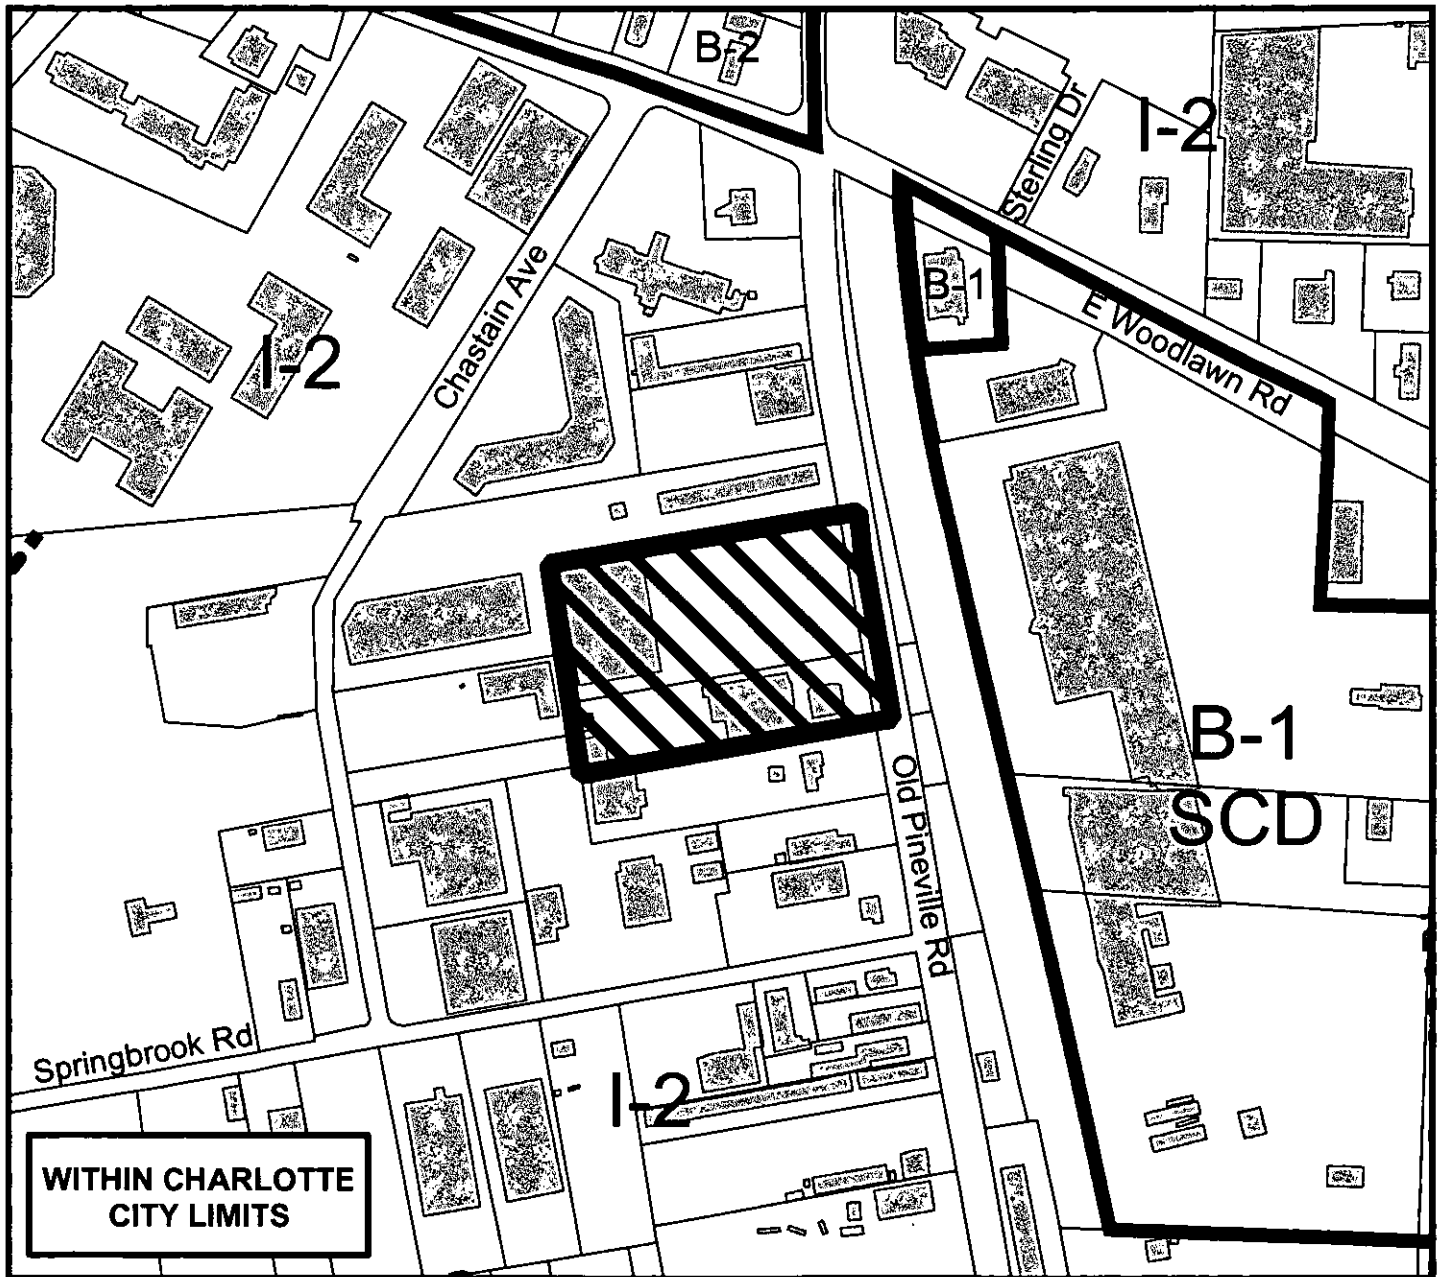 B-2
I-2
Sterling Dr
B-1
E Woodlawn Rd
Chastain Ave
I-2
B-1
SCD
Old Pineville Rd
Springbrook Rd
I-2
WITHIN CHARLOTTE
CITY LIMITS